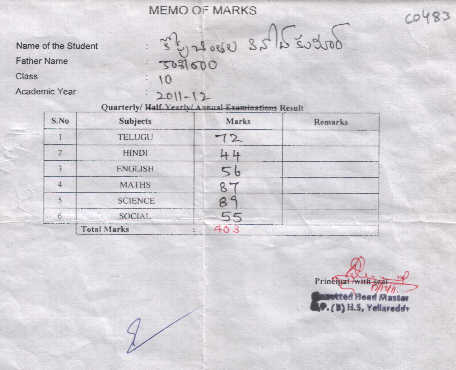 MEMO OF MARKS
C0483
Name of the Student : కొప్పుల వినోద్ కుమార్
Father Name :
Class : 10
Academic Year : 2011-12
Quarterly/ Half Yearly/ Annual Examinations Result
S.No Subjects Marks Remarks
1 TELUGU 72
2 HINDI 44
3 ENGLISH 56
4 MATHS 87
5 SCIENCE 89
6 SOCIAL 55
Total Marks : 403
Principal with seal
Gazetted Head Master
Z.P. (B) H.S, Yellareddy